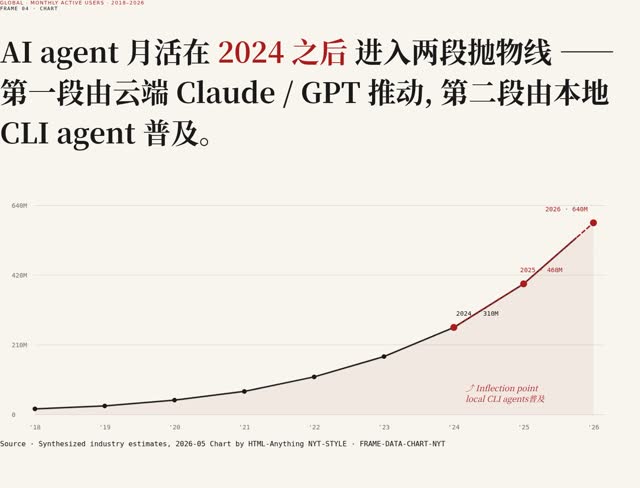 GLOBAL · MONTHLY ACTIVE USERS · 2018–2026
FRAME 04 · CHART
AI agent 月活在 2024 之后 进入两段抛物线 ——
第一段由云端 Claude / GPT 推动, 第二段由本地
CLI agent 普及。
640M
2026 · 640M
420M
2025 · 460M
2024 · 310M
210M
⤴ Inflection point
local CLI agents普及
0
'18 '19 '20 '21 '22 '23 '24 '25 '26
Source · Synthesized industry estimates, 2026-05 Chart by HTML-Anything NYT-STYLE · FRAME-DATA-CHART-NYT